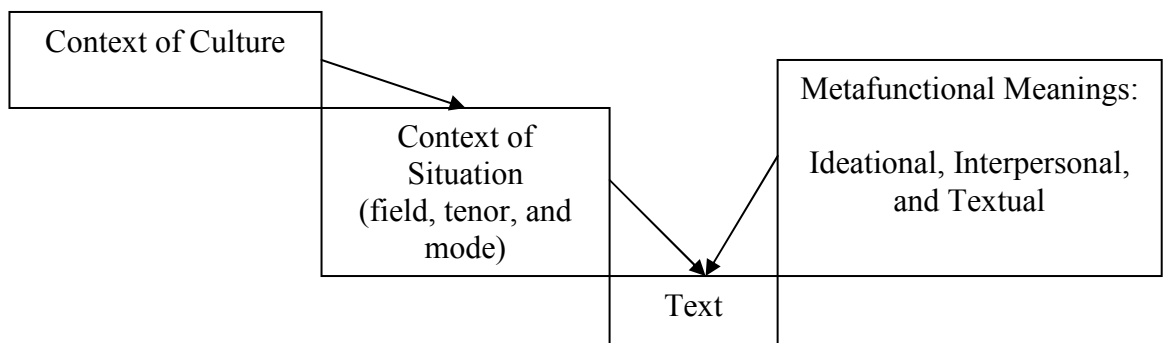 Context of Culture
Context of
Situation
(field, tenor, and
mode)
Metafunctional Meanings:
Ideational, Interpersonal,
and Textual
Text